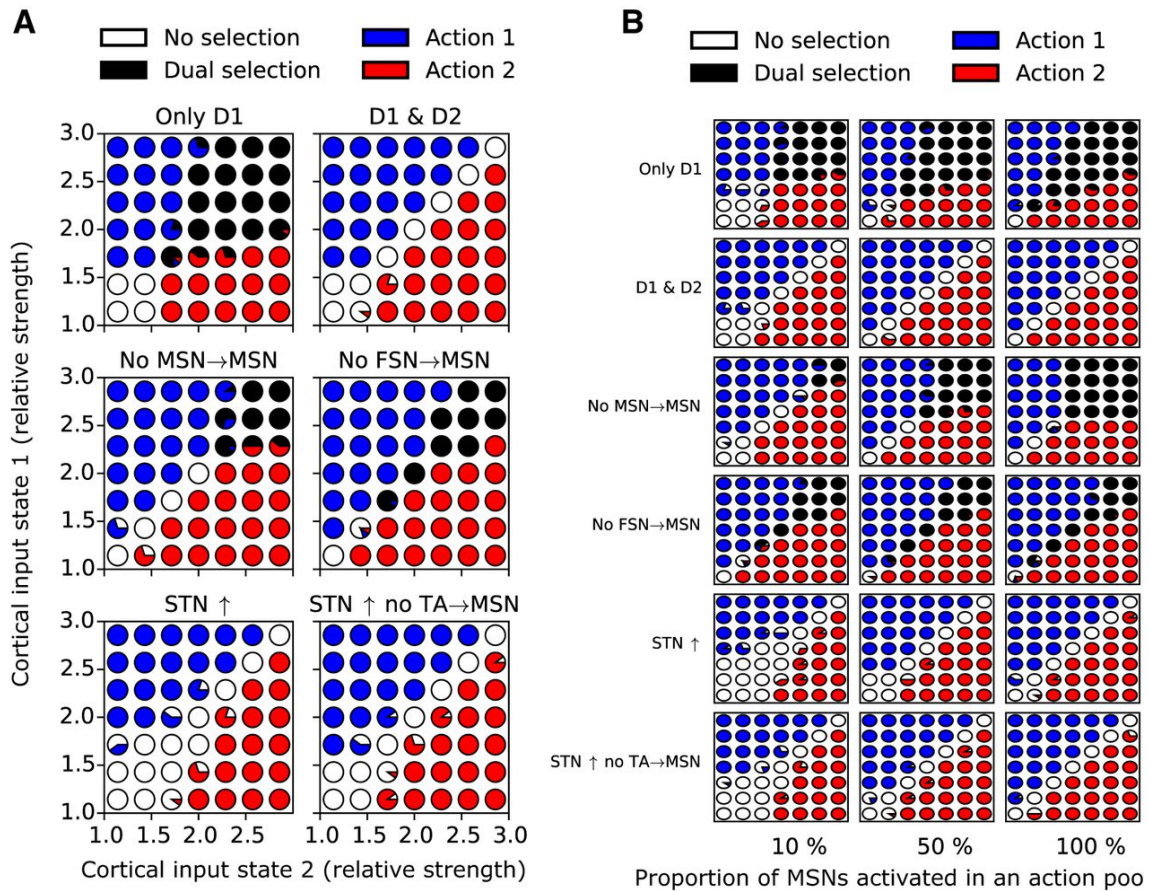 A
No selection
Action 1
Dual selection
Action 2
Only D1
D1 & D2
3.0
2.5
2.0
1.5
1.0
No MSN→MSN
No FSN→MSN
3.0
2.5
2.0
1.5
1.0
STN ↑
STN ↑ no TA→MSN
3.0
2.5
2.0
1.5
1.0
1.0 1.5 2.0 2.5
1.0 1.5 2.0 2.5 3.0
Cortical input state 1 (relative strength)
Cortical input state 2 (relative strength)
B
No selection
Action 1
Dual selection
Action 2
Only D1
D1 & D2
No MSN→MSN
No FSN→MSN
STN ↑
STN ↑ no TA→MSN
10 %
50 %
100 %
Proportion of MSNs activated in an action poo